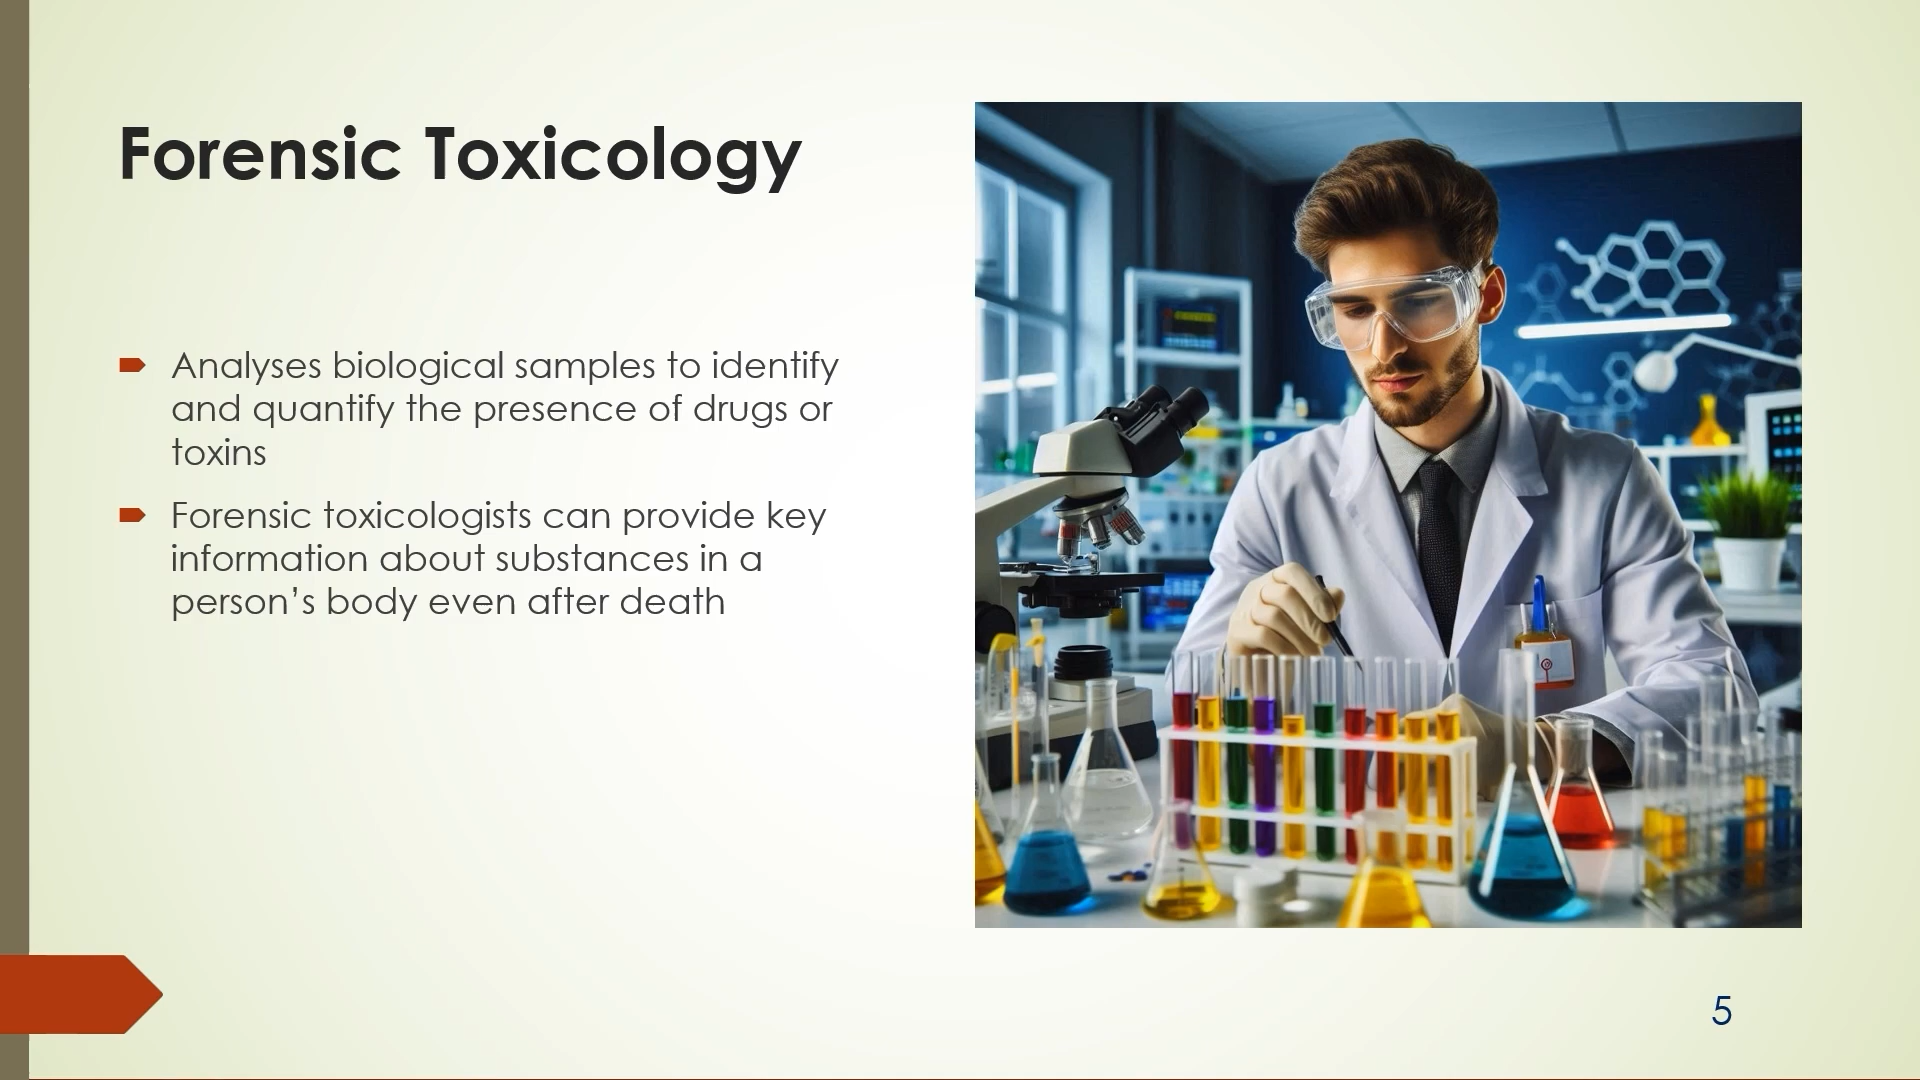 Forensic Toxicology
Analyses biological samples to identify
and quantify the presence of drugs or
toxins
Forensic toxicologists can provide key
information about substances in a
person’s body even after death
5